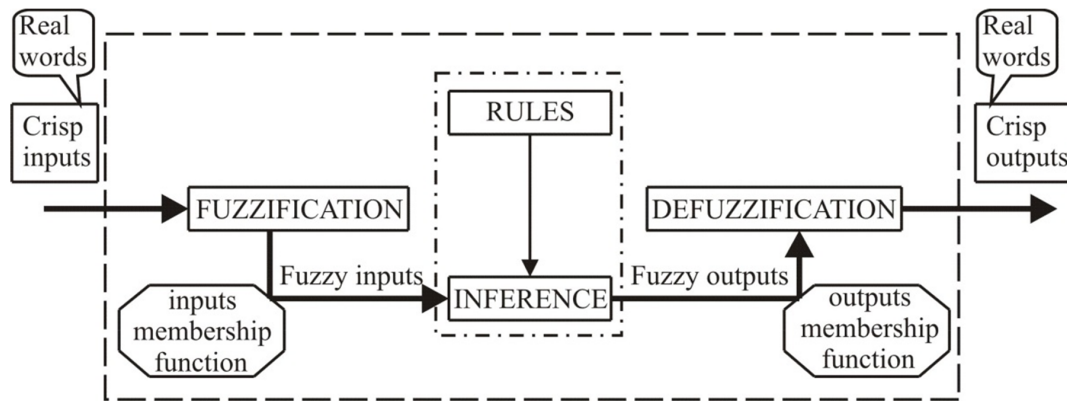 Real
words
Crisp
inputs
Real
words
Crisp
outputs
RULES
FUZZIFICATION
DEFUZZIFICATION
Fuzzy inputs
INFERENCE
Fuzzy outputs
inputs
membership
function
outputs
membership
function